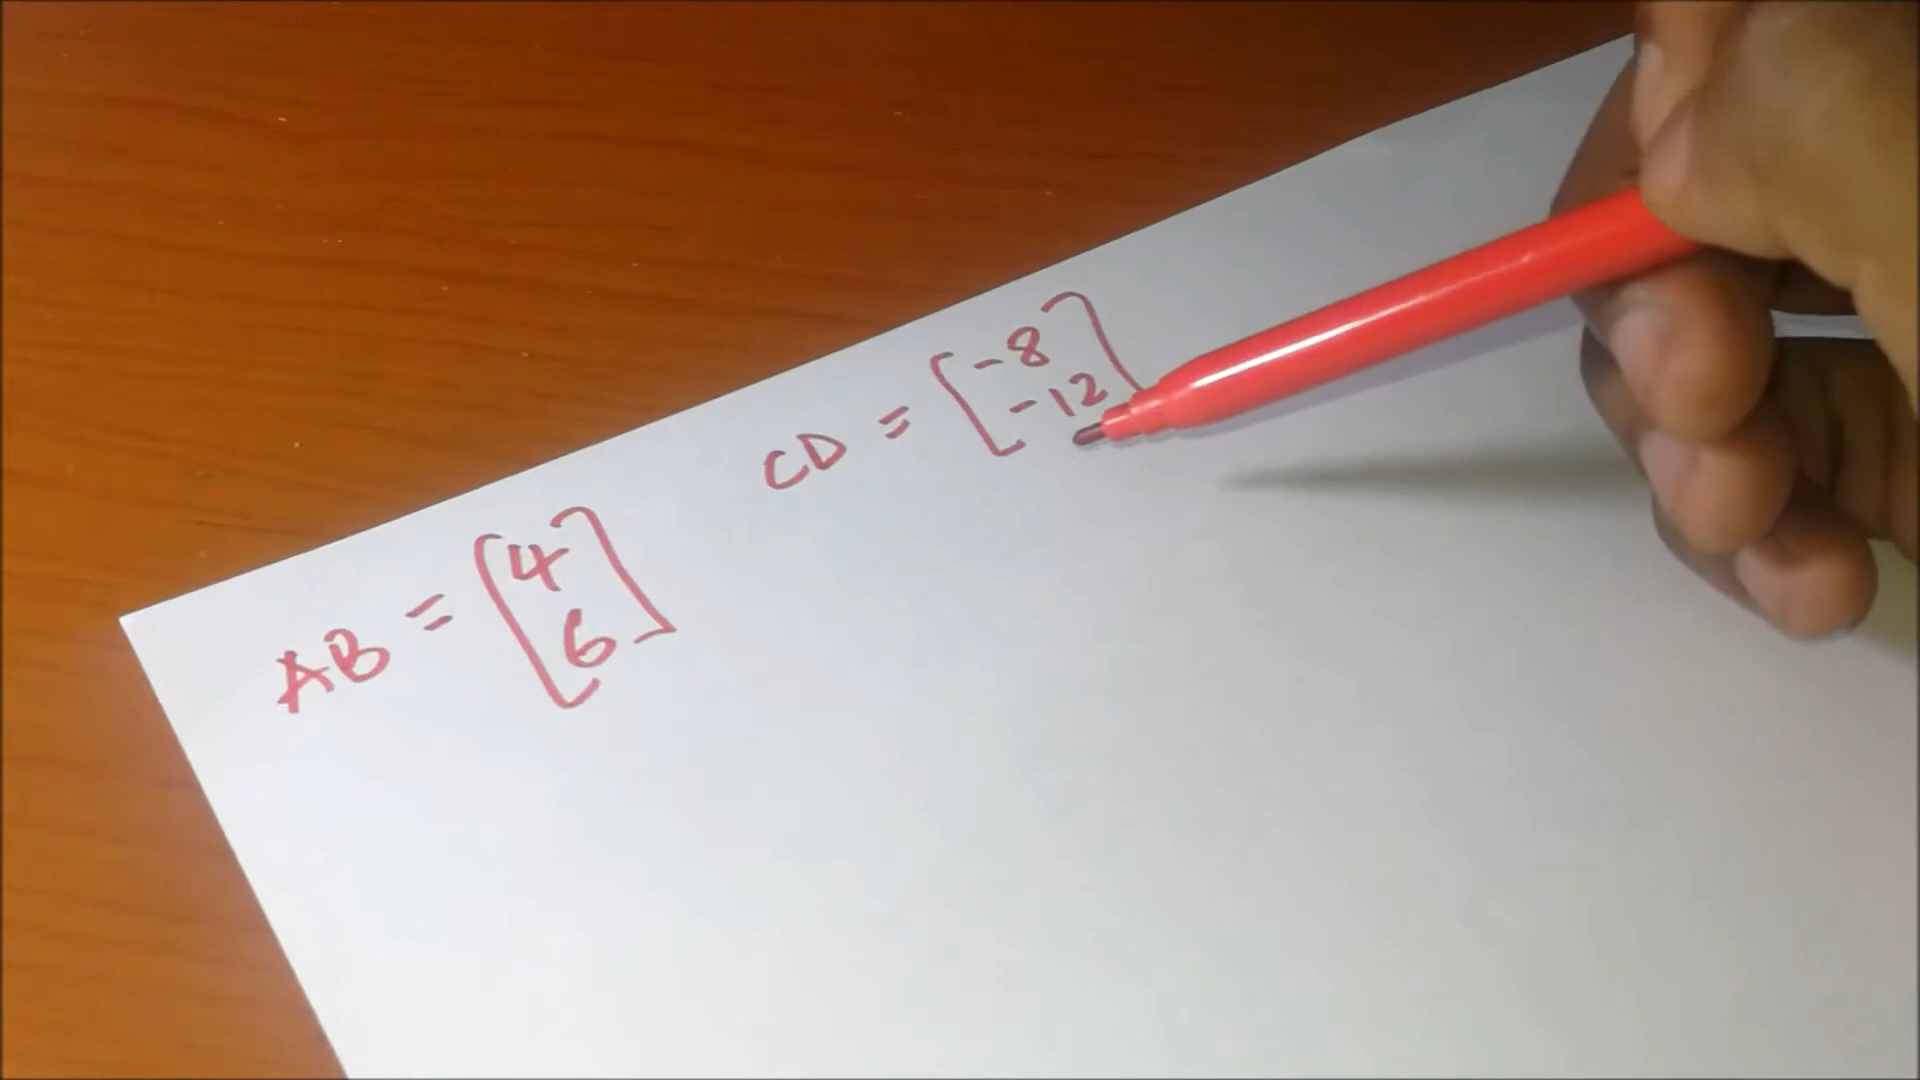 AB = [4
6]
CD = [-8
-12]